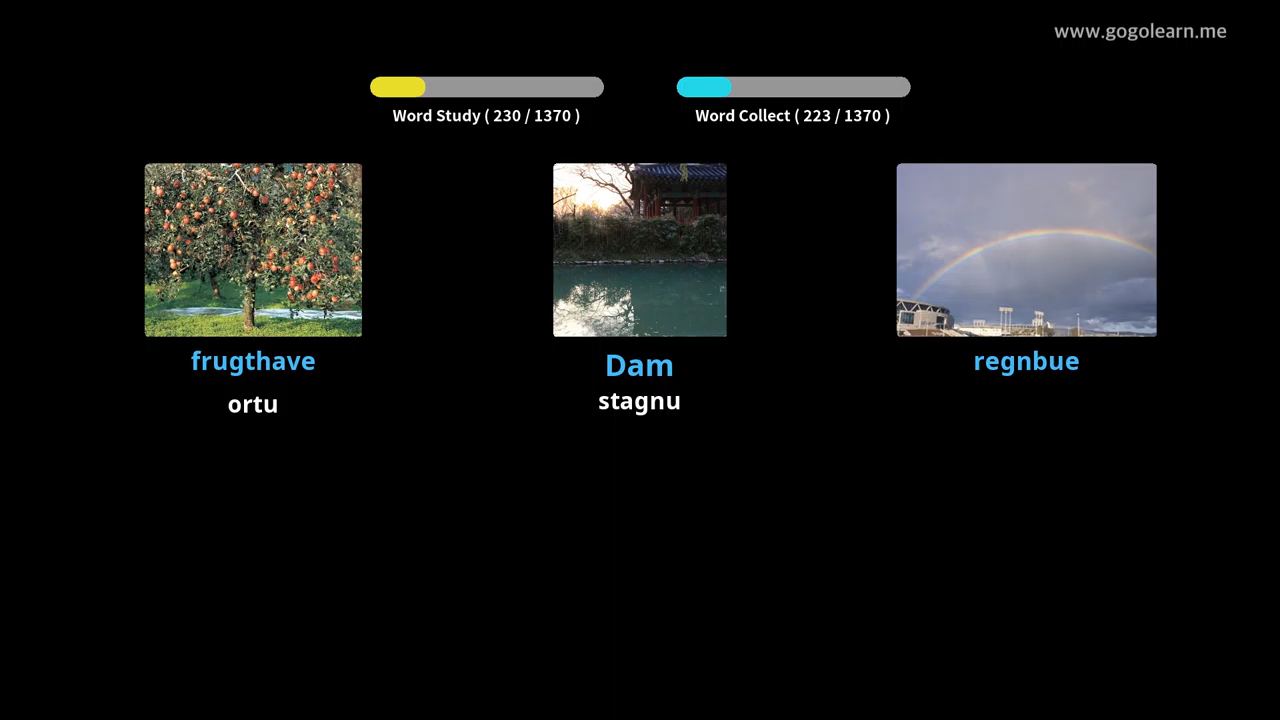 www.gogolearn.me
Word Study ( 230 / 1370 )
Word Collect ( 223 / 1370 )
frugthave
Dam
regnbue
ortu
stagnu